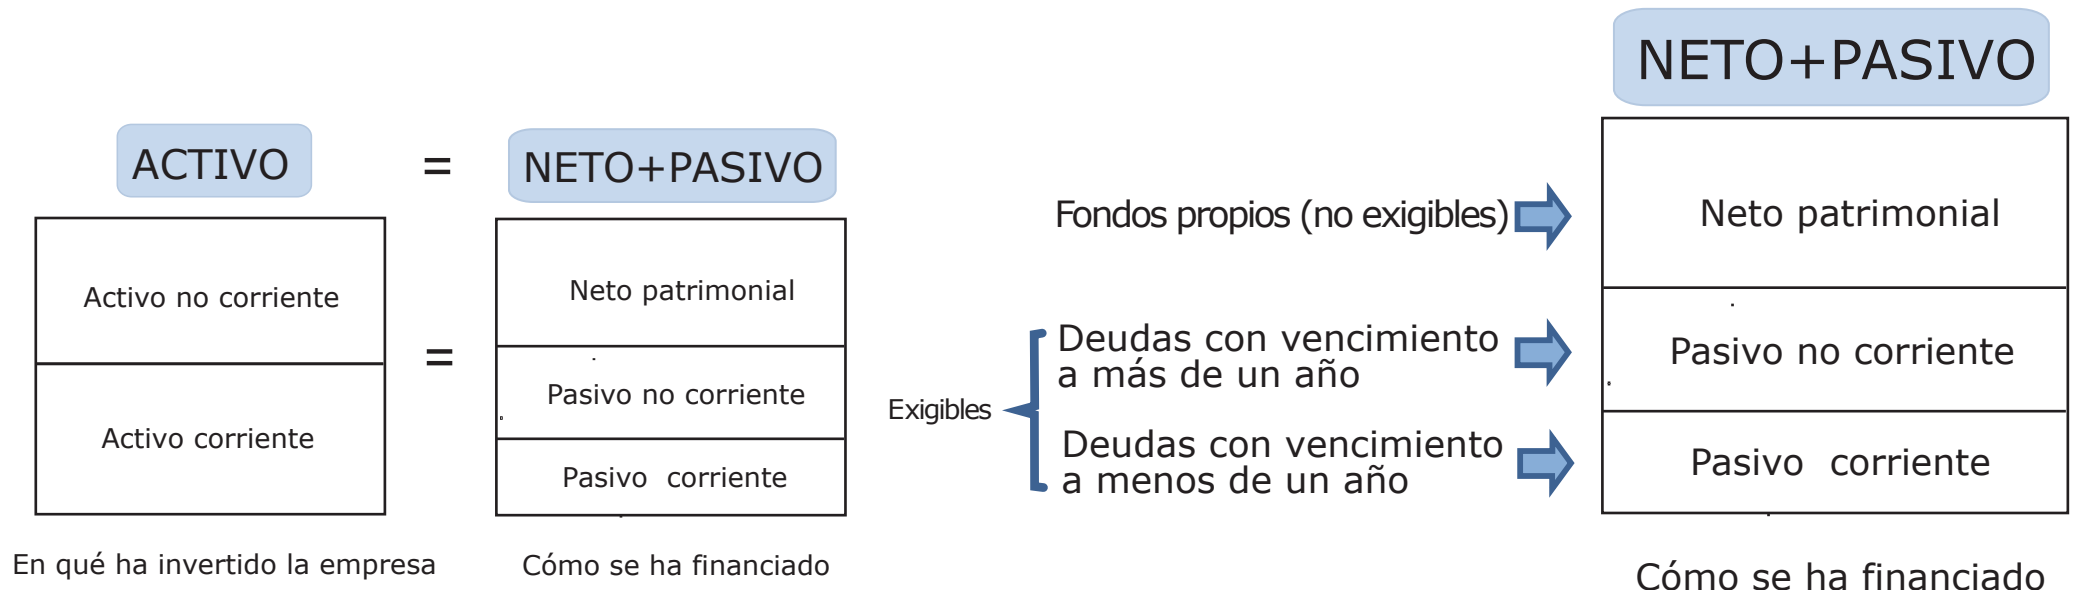 ACTIVO
=
NETO+PASIVO
Activo no corriente
Activo corriente
=
Neto patrimonial
Pasivo no corriente
Pasivo corriente
En qué ha invertido la empresa
Cómo se ha financiado
NETO+PASIVO
Fondos propios (no exigibles)
Neto patrimonial
Exigibles
Deudas con vencimiento
a más de un año
Pasivo no corriente
Deudas con vencimiento
a menos de un año
Pasivo corriente
Cómo se ha financiado